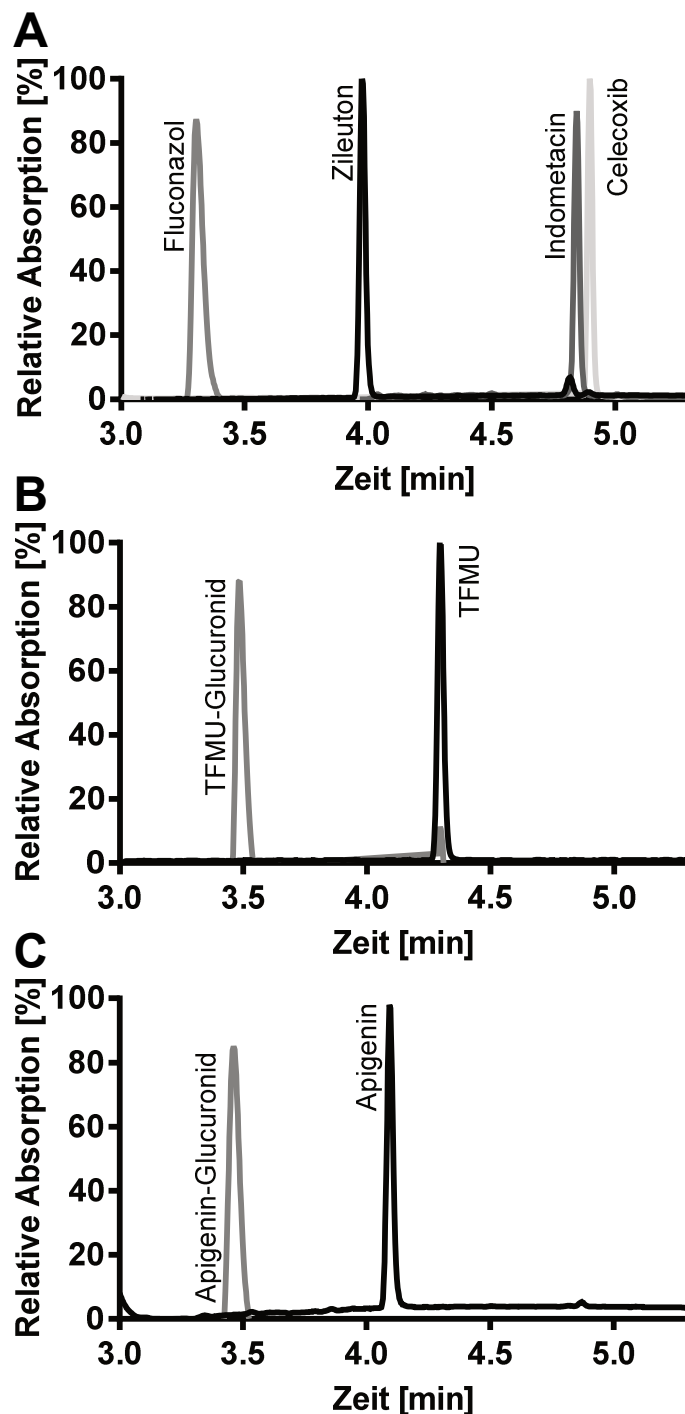 A
Relative Absorption [%]
100
80
60
40
20
0
Fluconazol
Zileuton
Indometacin
Celecoxib
3.0 3.5 4.0 4.5 5.0
Zeit [min]
B
Relative Absorption [%]
100
80
60
40
20
0
TFMU-Glucuronid
TFMU
3.0 3.5 4.0 4.5 5.0
Zeit [min]
C
Relative Absorption [%]
100
80
60
40
20
0
Apigenin-Glucuronid
Apigenin
3.0 3.5 4.0 4.5 5.0
Zeit [min]